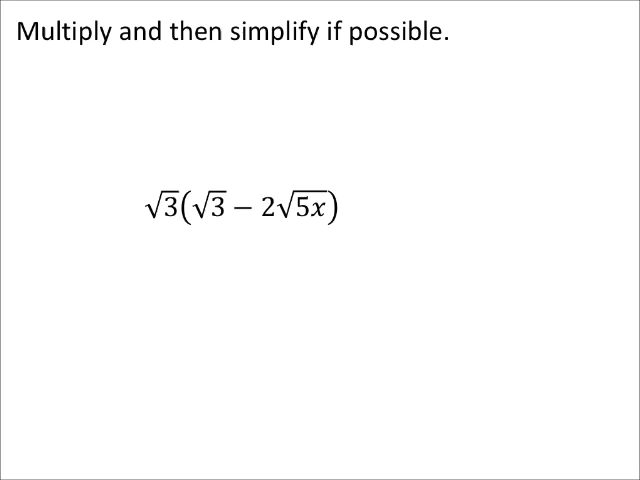 Multiply and then simplify if possible.
√3(√3 − 2√5x)